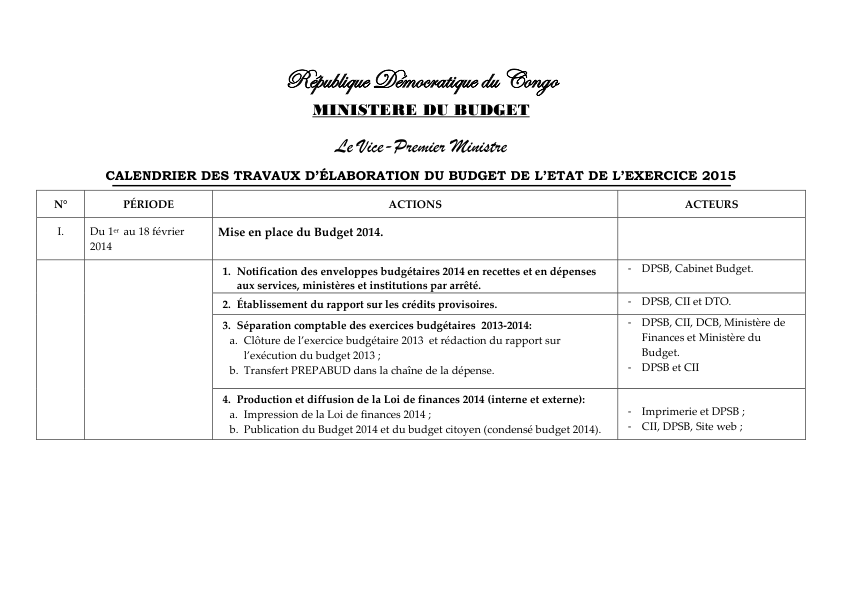 République Démocratique du Congo
MINISTERE DU BUDGET
Le Vice-Premier Ministre
CALENDRIER DES TRAVAUX D'ÉLABORATION DU BUDGET DE L'ETAT DE L'EXERCICE 2015
N° PÉRIODE ACTIONS ACTEURS
I. Du 1er au 18 février Mise en place du Budget 2014.
2014
1. Notification des enveloppes budgétaires 2014 en recettes et en dépenses
aux services, ministères et institutions par arrêté.
- DPSB, Cabinet Budget.
2. Établissement du rapport sur les crédits provisoires.
- DPSB, CII et DTO.
3. Séparation comptable des exercices budgétaires 2013-2014:
a. Clôture de l'exercice budgétaire 2013 et rédaction du rapport sur
l'exécution du budget 2013 ;
b. Transfert PREPABUD dans la chaîne de la dépense.
- DPSB, CII, DCB, Ministère de
Finances et Ministère du
Budget.
- DPSB et CII
4. Production et diffusion de la Loi de finances 2014 (interne et externe):
a. Impression de la Loi de finances 2014 ;
b. Publication du Budget 2014 et du budget citoyen (condensé budget 2014).
- Imprimerie et DPSB ;
- CII, DPSB, Site web ;